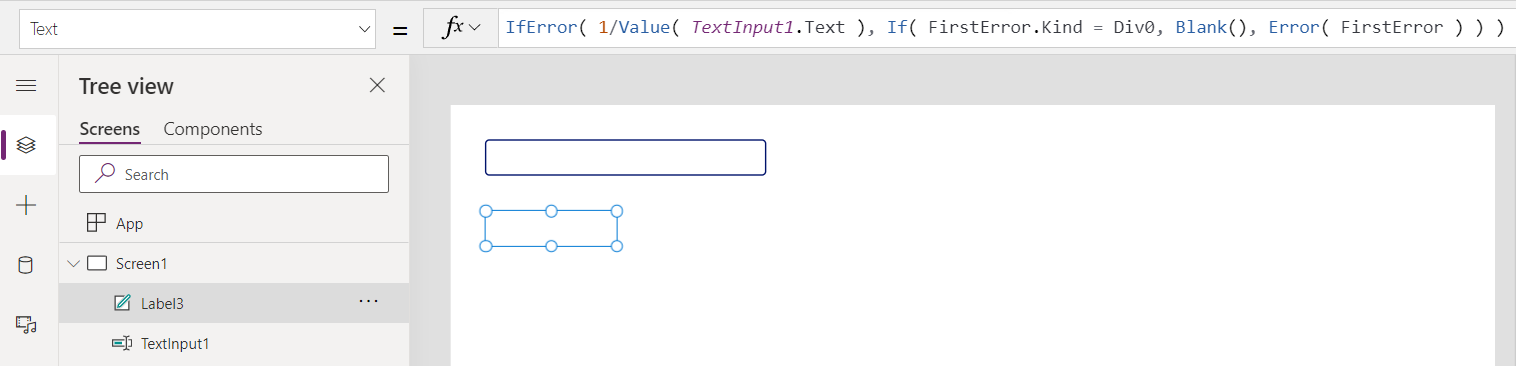 Text = fx IfError( 1/Value( TextInput1.Text ), If( FirstError.Kind = Div0, Blank(), Error( FirstError ) ) )
Tree view
Screens Components
Search
App
Screen1
Label3 ...
TextInput1